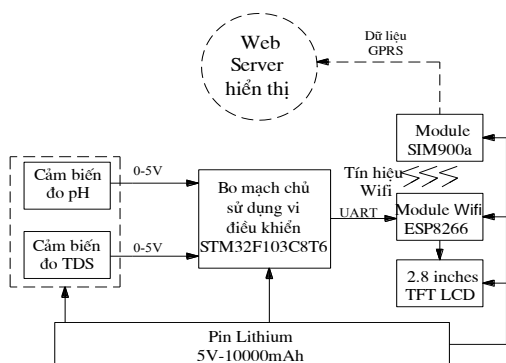 Web
Server
hiển thị
Dữ liệu
GPRS
Module
SIM900a
Tín hiệu
Wifi
Cảm biến
đo pH
0-5V
Bo mạch chủ
sử dụng vi
điều khiển
STM32F103C8T6
UART
Module Wifi
ESP8266
Cảm biến
đo TDS
0-5V
2.8 inches
TFT LCD
Pin Lithium
5V-10000mAh